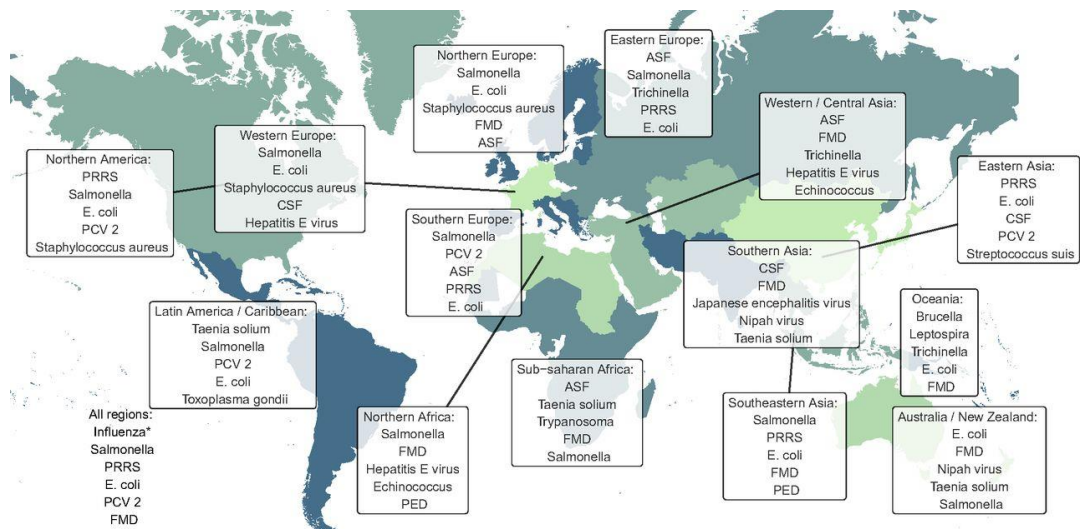 Northern Europe:
Salmonella
E. coli
Staphylococcus aureus
FMD
ASF
Eastern Europe:
ASF
Salmonella
Trichinella
PRRS
E. coli
Western / Central Asia:
ASF
FMD
Trichinella
Hepatitis E virus
Echinococcus
Western Europe:
Salmonella
E. coli
Staphylococcus aureus
CSF
Hepatitis E virus
Northern America:
PRRS
Salmonella
E. coli
PCV 2
Staphylococcus aureus
Eastern Asia:
PRRS
E. coli
CSF
PCV 2
Streptococcus suis
Southern Europe:
Salmonella
PCV 2
ASF
PRRS
E. coli
Southern Asia:
CSF
FMD
Japanese encephalitis virus
Nipah virus
Taenia solium
Oceania:
Brucella
Leptospira
Trichinella
E. coli
FMD
Latin America / Caribbean:
Taenia solium
Salmonella
PCV 2
E. coli
Toxoplasma gondii
Sub-saharan Africa:
ASF
Taenia solium
Trypanosoma
FMD
Salmonella
Southeastern Asia:
Salmonella
PRRS
E. coli
FMD
PED
Australia / New Zealand:
E. coli
FMD
Nipah virus
Taenia solium
Salmonella
Northern Africa:
Salmonella
FMD
Hepatitis E virus
Echinococcus
PED
All regions:
Influenza*
Salmonella
PRRS
E. coli
PCV 2
FMD